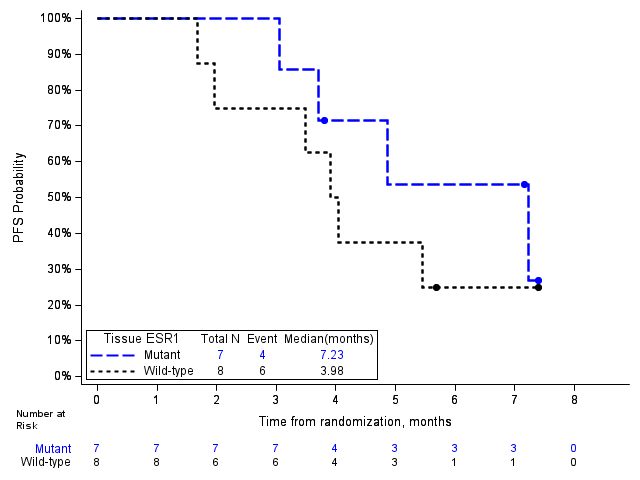 100%
90%
80%
70%
60%
50%
40%
30%
20%
10%
0%
PFS Probability
Tissue ESR1 Total N Event Median(months)
Mutant 7 4 7.23
Wild-type 8 6 3.98
0 1 2 3 4 5 6 7 8
Time from randomization, months
Number at
Risk
Mutant 7 7 7 7 4 3 3 3 0
Wild-type 8 8 6 6 4 3 1 1 0